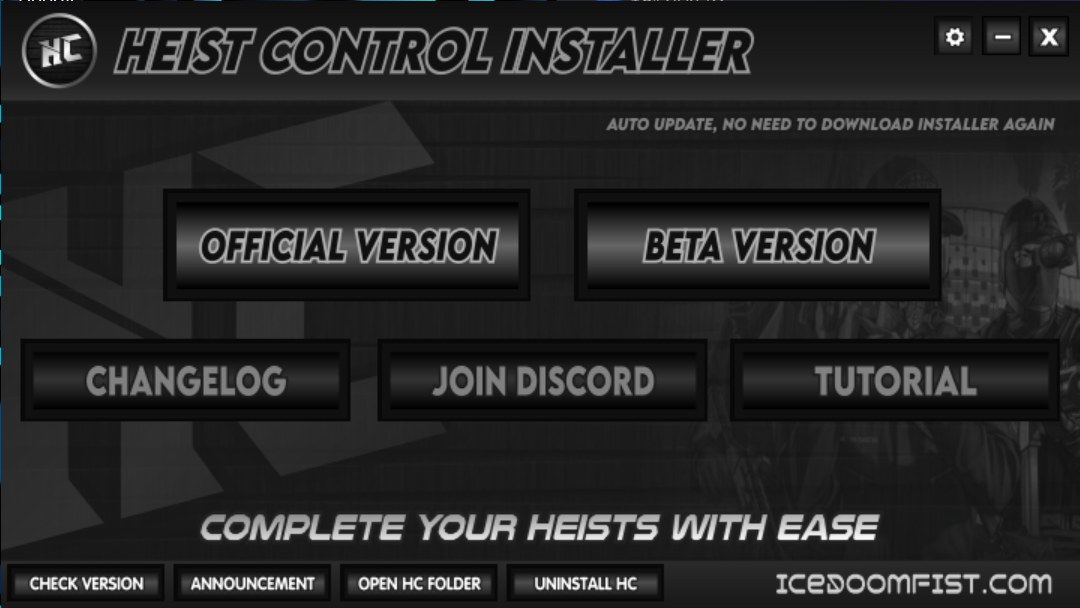 HC
HEIST CONTROL INSTALLER
X
AUTO UPDATE, NO NEED TO DOWNLOAD INSTALLER AGAIN
OFFICIAL VERSION
BETA VERSION
CHANGELOG
JOIN DISCORD
TUTORIAL
COMPLETE YOUR HEISTS WITH EASE
CHECK VERSION
ANNOUNCEMENT
OPEN HC FOLDER
UNINSTALL HC
ICEDOOMFIST.COM